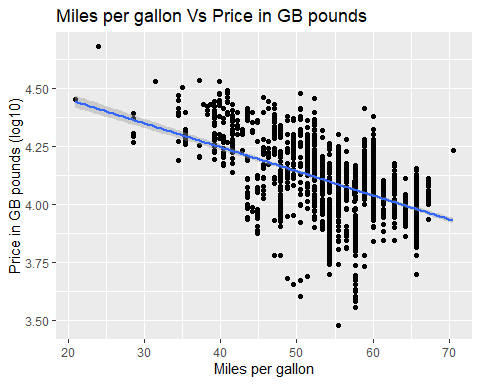 Miles per gallon Vs Price in GB pounds
Price in GB pounds (log10)
4.50
4.25
4.00
3.75
3.50
20 30 40 50 60 70
Miles per gallon